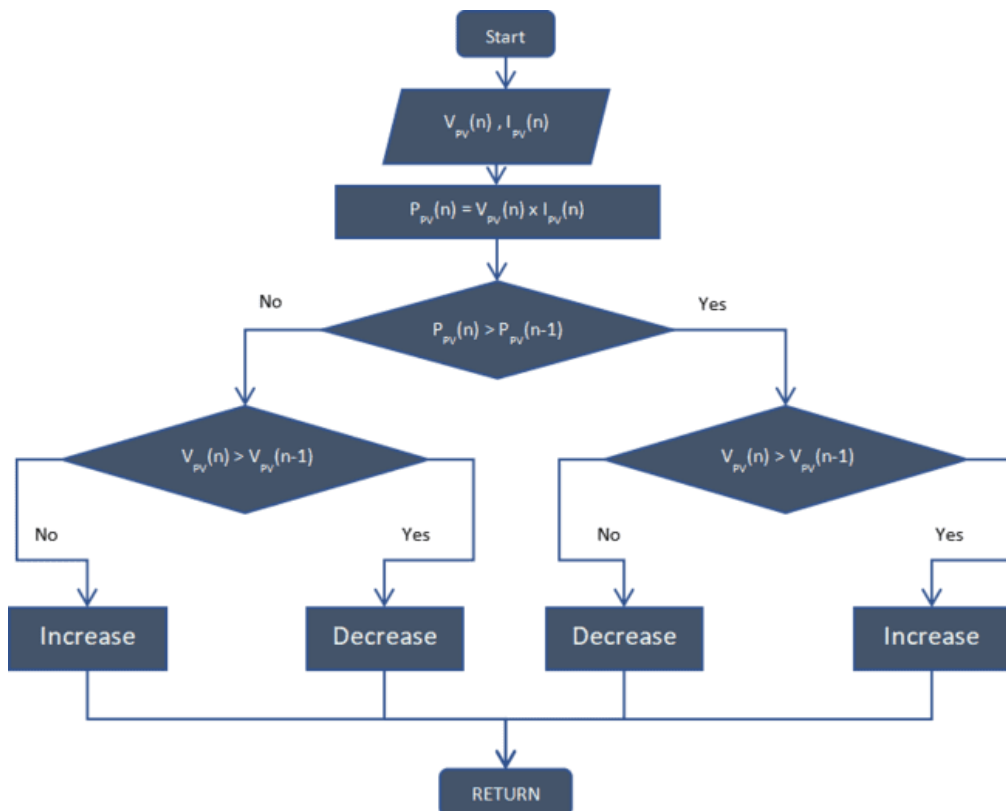 Start
V_PV(n) , I_PV(n)
P_PV(n) = V_PV(n) x I_PV(n)
No
Yes
P_PV(n) > P_PV(n-1)
V_PV(n) > V_PV(n-1)
V_PV(n) > V_PV(n-1)
No
Yes
No
Yes
Increase
Decrease
Decrease
Increase
RETURN